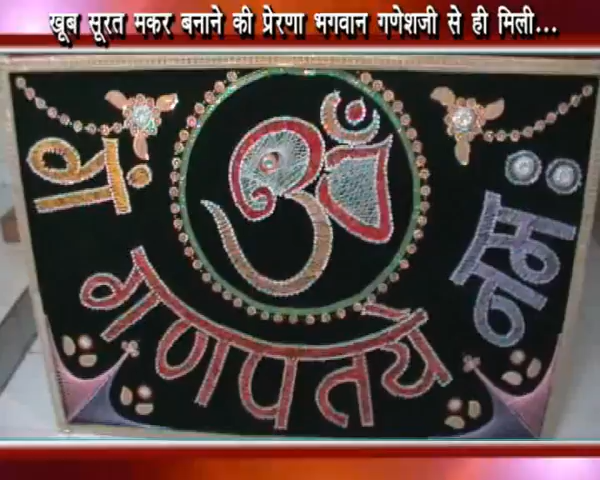 खूब सूरत मकर बनाने की प्रेरणा भगवान गणेशजी से ही मिली...
ॐ
गं
गणपतये
नमः